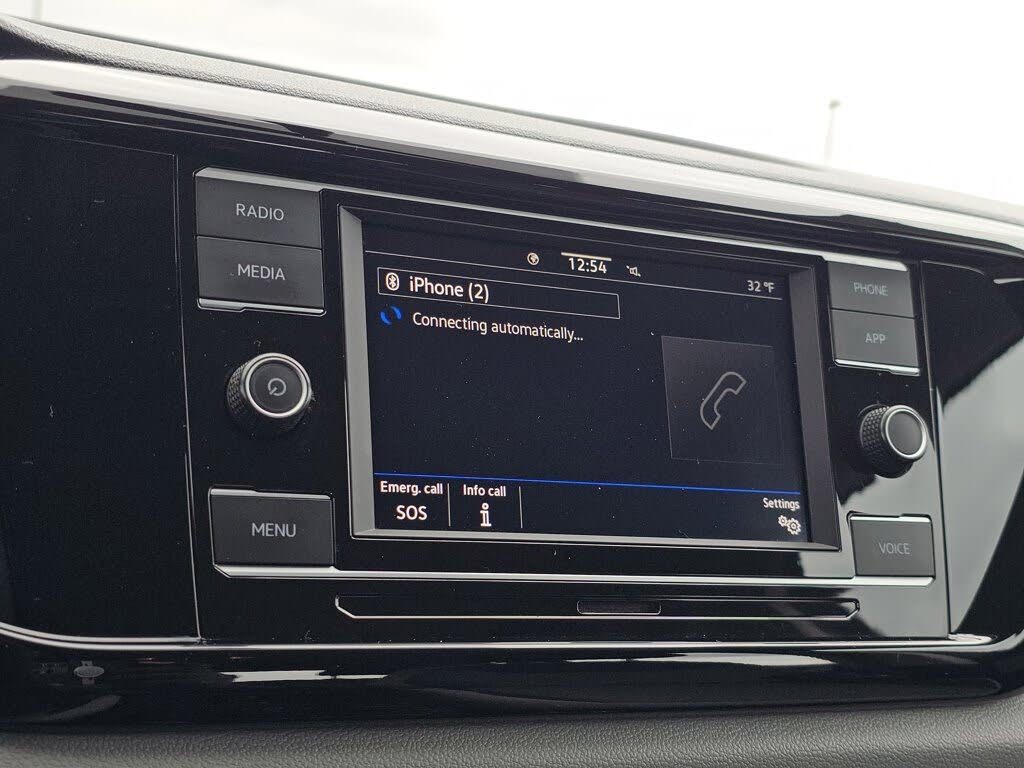 RADIO
MEDIA
MENU
12:54
32 °F
iPhone (2)
Connecting automatically...
Emerg. call
SOS
Info call
i
Settings
PHONE
APP
VOICE